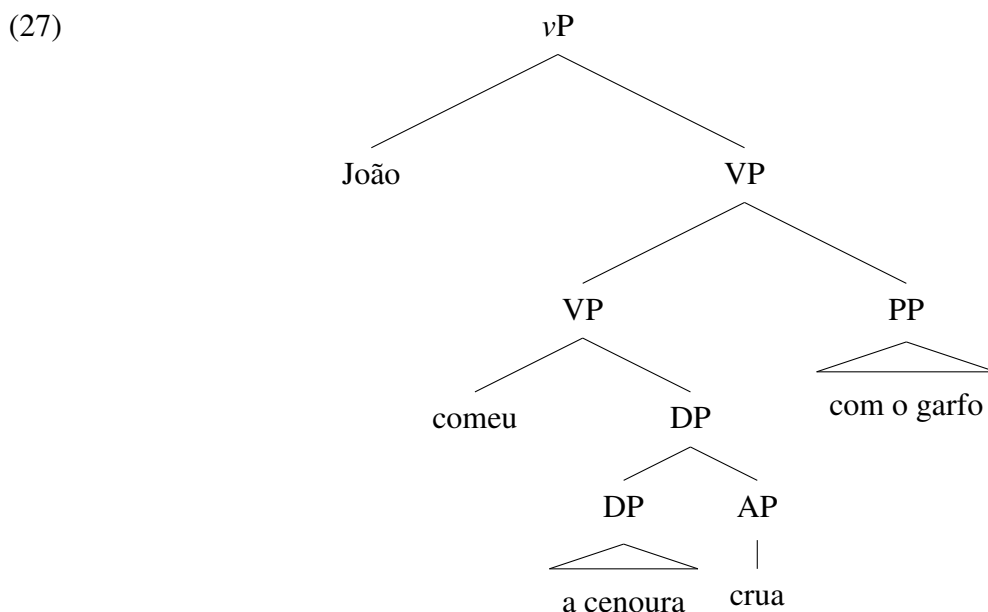 (27) vP
João VP
VP PP
comeu DP com o garfo
DP AP
a cenoura crua